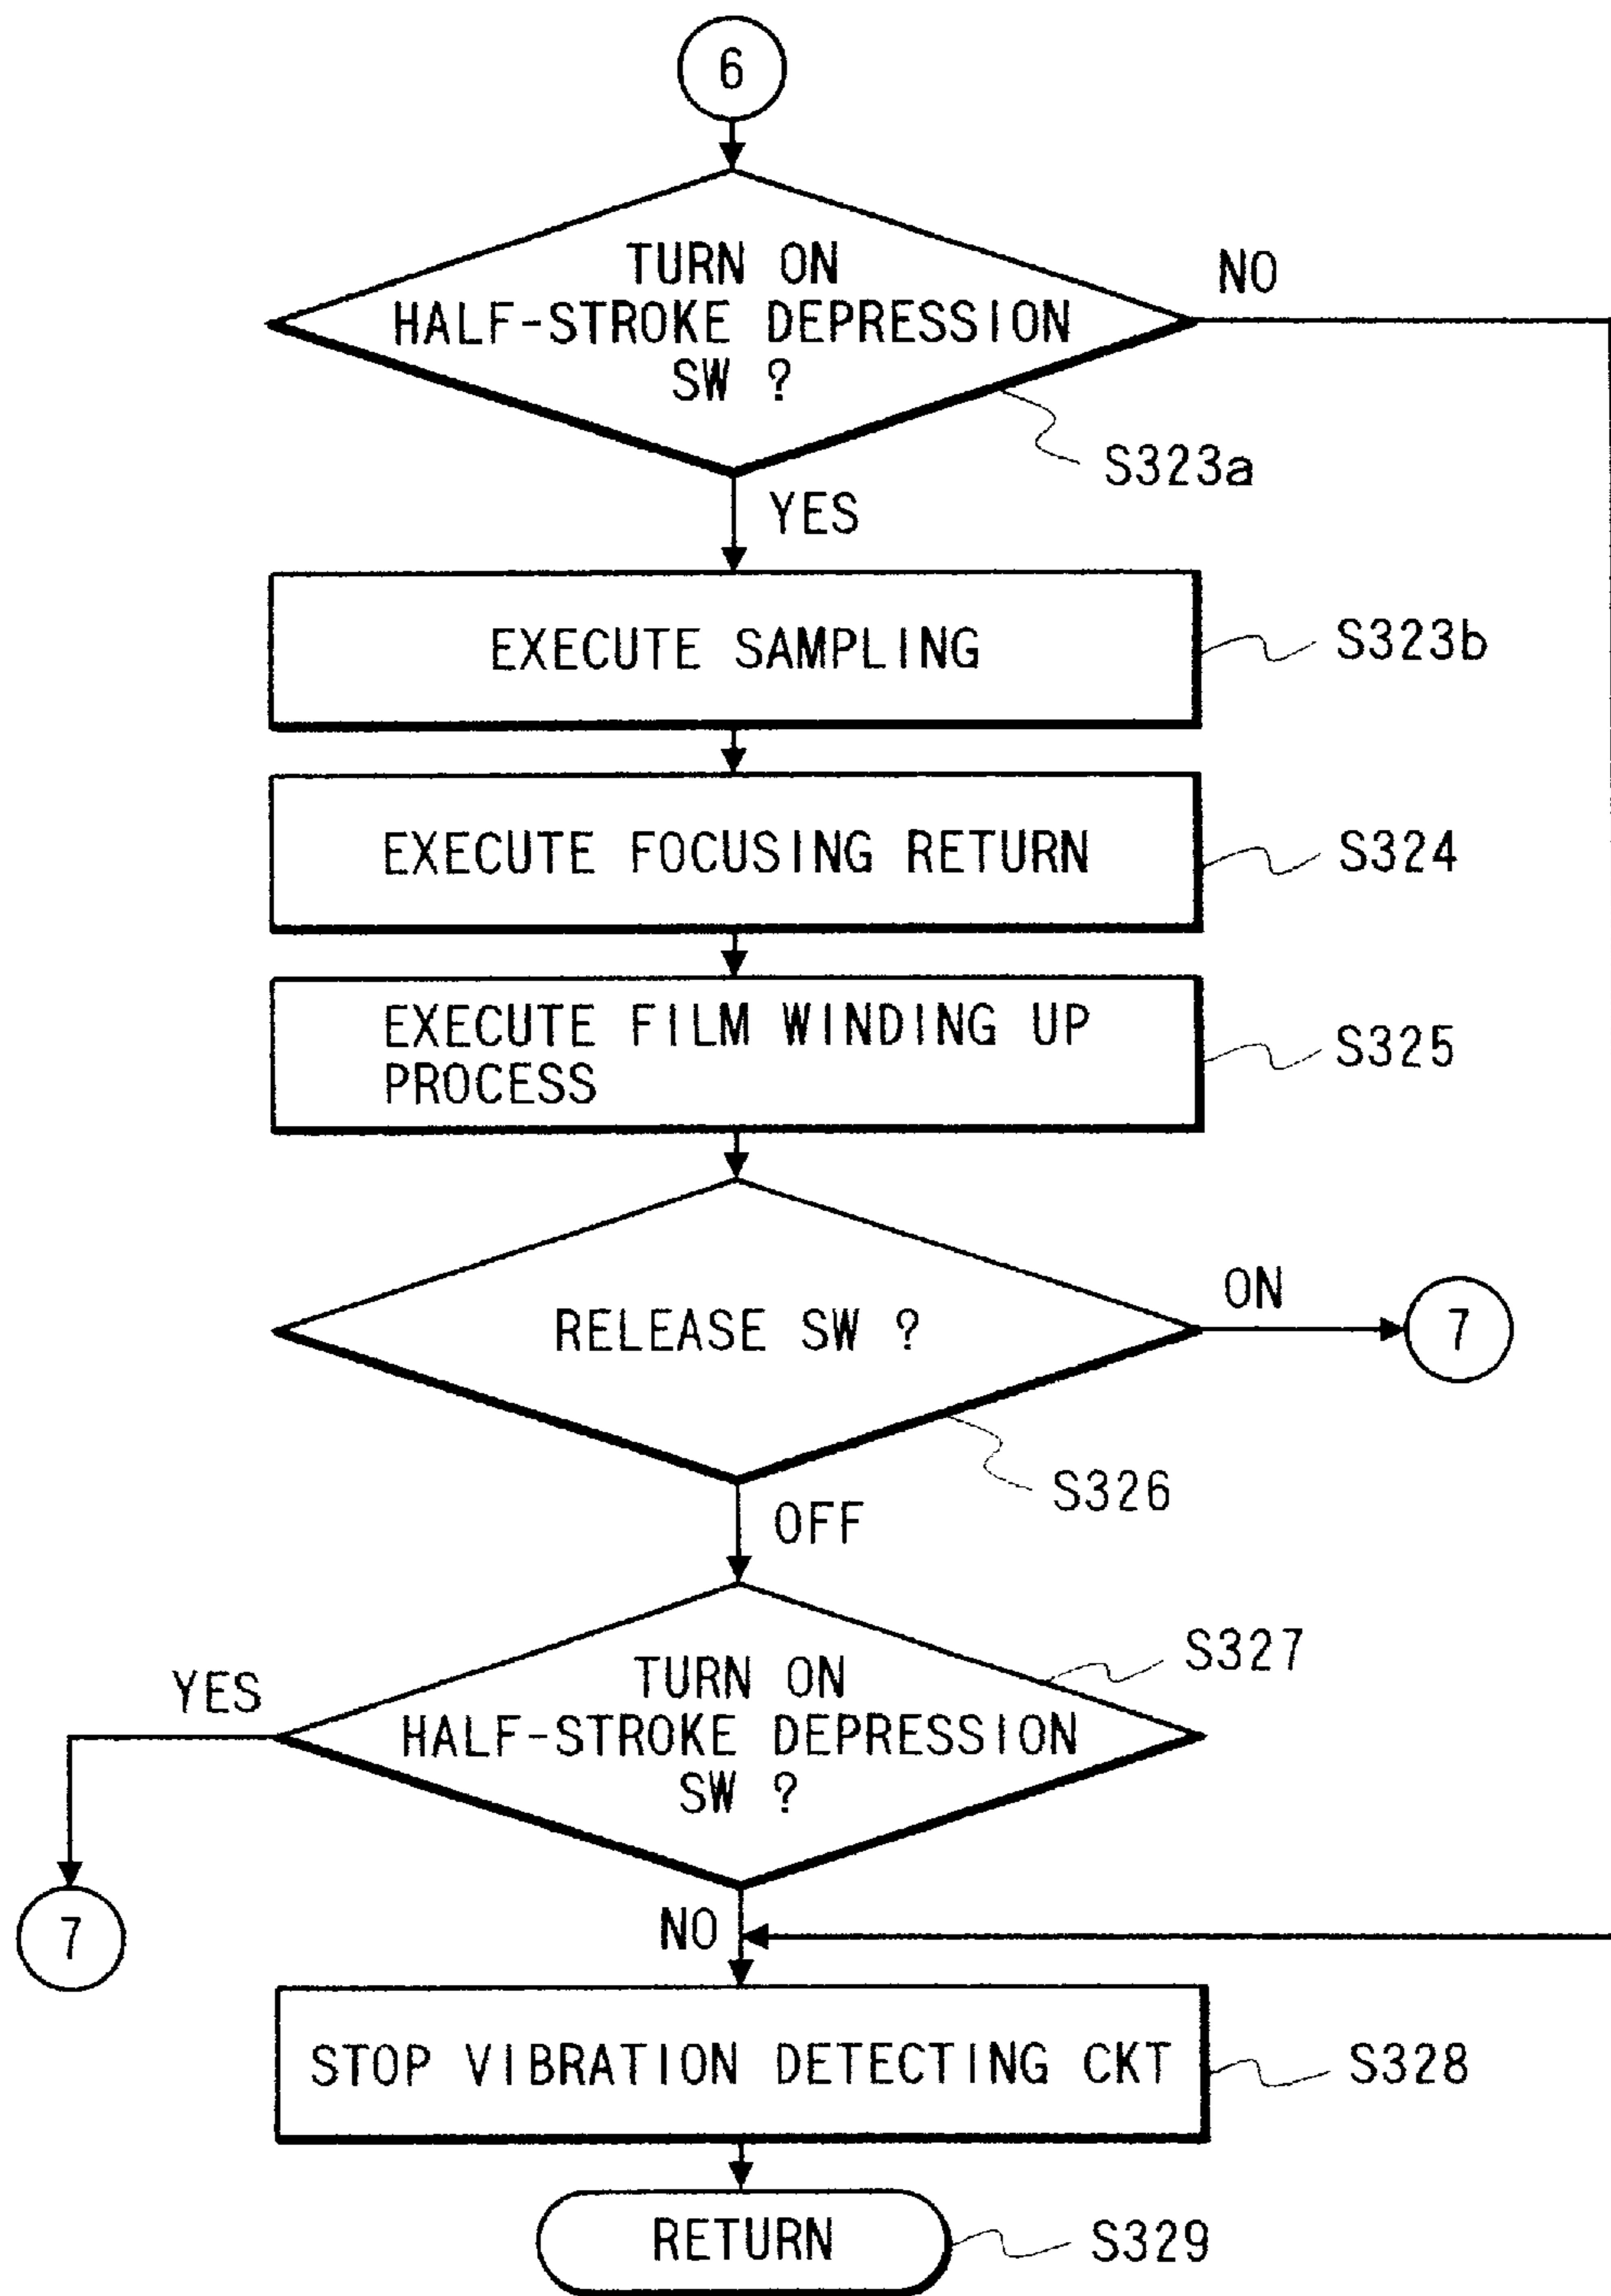 6
TURN ON
HALF-STROKE DEPRESSION
SW ?
NO
S323a
YES
EXECUTE SAMPLING
S323b
EXECUTE FOCUSING RETURN
S324
EXECUTE FILM WINDING UP
PROCESS
S325
RELEASE SW ?
ON
7
S326
OFF
TURN ON
HALF-STROKE DEPRESSION
SW ?
S327
YES
7
NO
STOP VIBRATION DETECTING CKT
S328
RETURN
S329